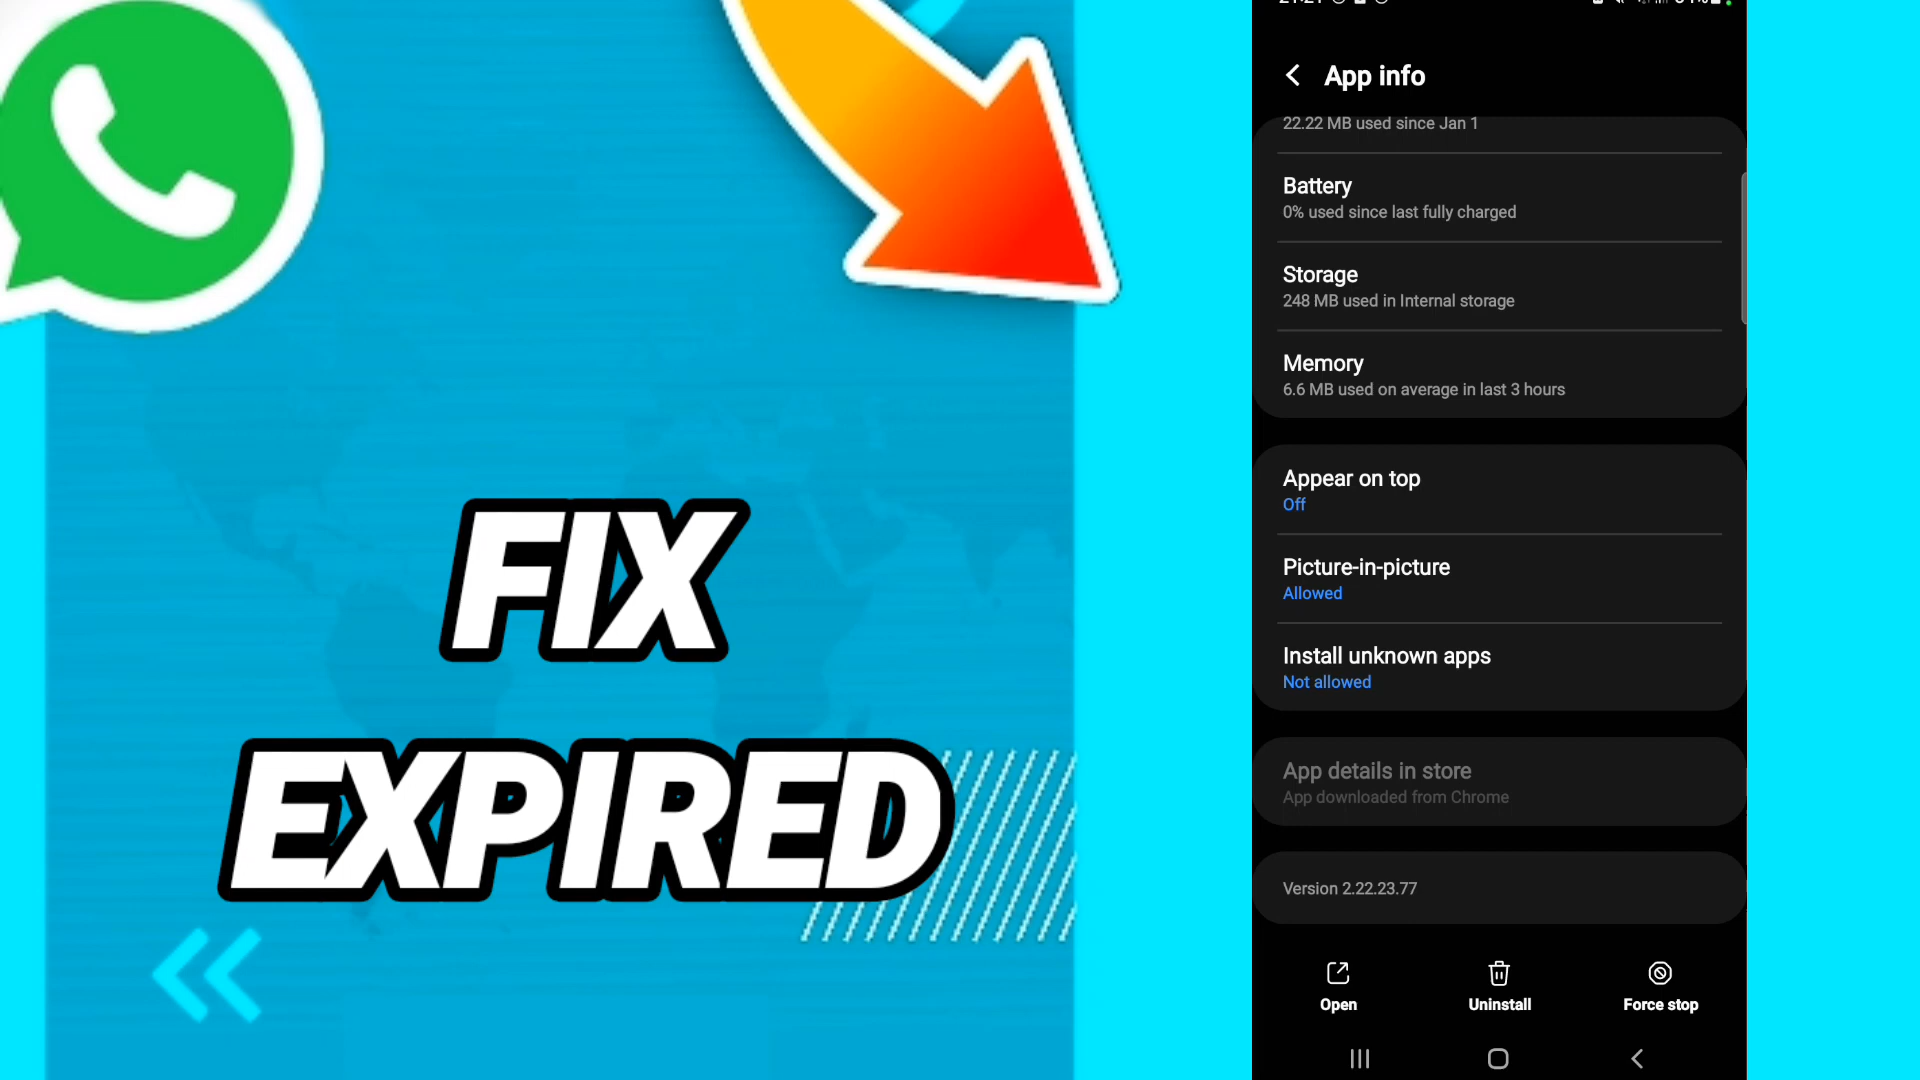 FIX
EXPIRED
App info
22.22 MB used since Jan 1
Battery
0% used since last fully charged
Storage
248 MB used in Internal storage
Memory
6.6 MB used on average in last 3 hours
Appear on top
Off
Picture-in-picture
Allowed
Install unknown apps
Not allowed
App details in store
App downloaded from Chrome
Version 2.22.23.77
Open
Uninstall
Force stop